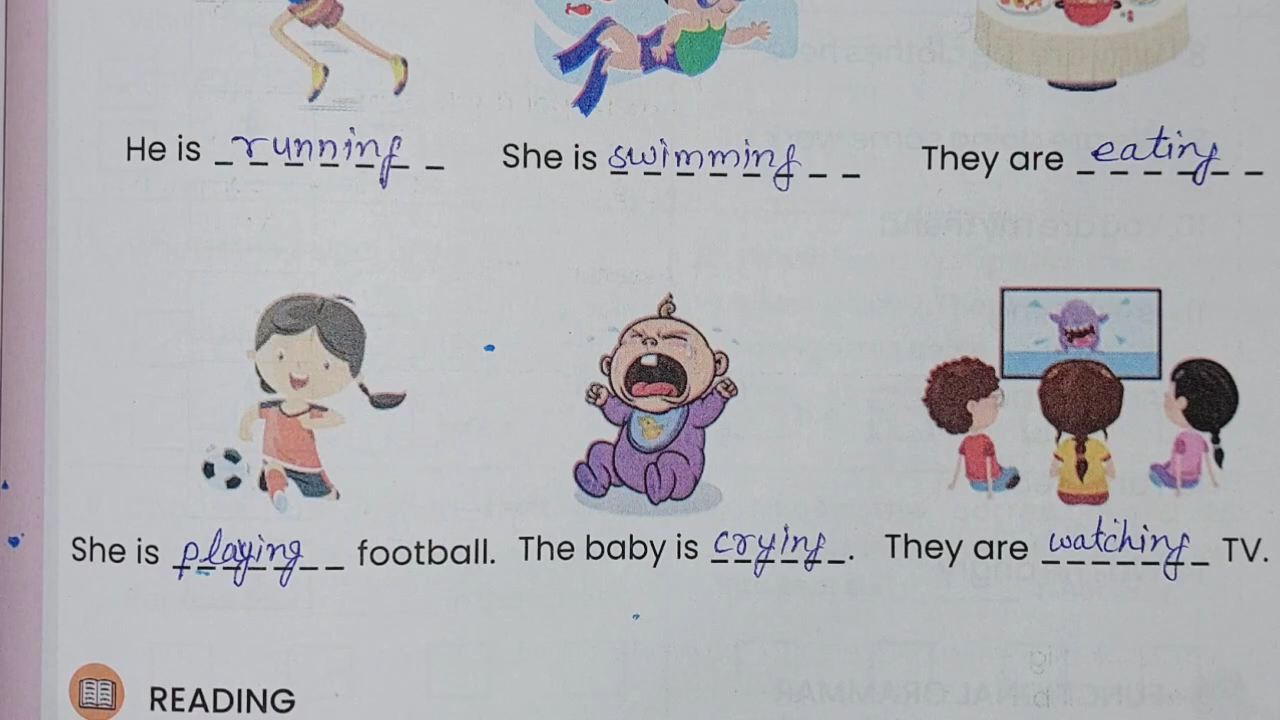 He is running She is swimming They are eating
She is playing football. The baby is crying. They are watching TV.
READING